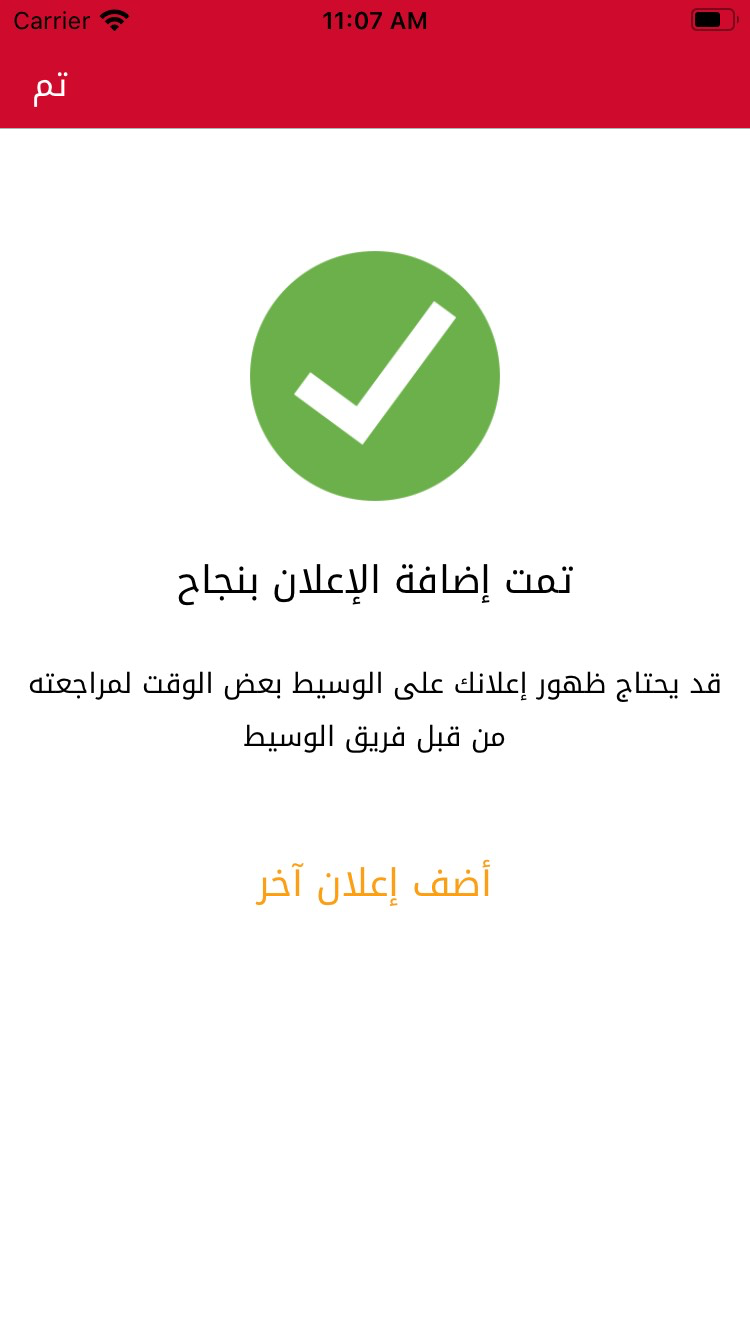 Carrier 11:07 AM
تم
تمت إضافة الإعلان بنجاح
قد يحتاج ظهور إعلانك على الوسيط بعض الوقت لمراجعته
من قبل فريق الوسيط
أضف إعلان آخر